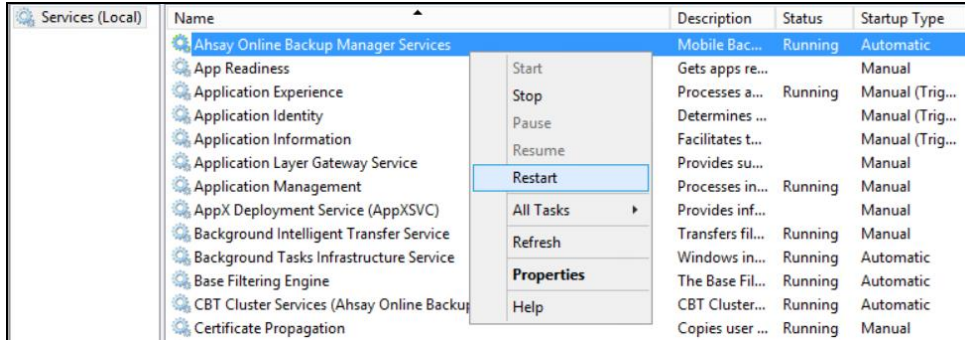 Services (Local)
Name Description Status Startup Type
Ahsay Online Backup Manager Services Mobile Bac... Running Automatic
App Readiness Start Gets apps re... Manual
Application Experience Stop Processes a... Running Manual (Trig...
Application Identity Pause Determines ... Manual (Trig...
Application Information Resume Facilitates t... Manual (Trig...
Application Layer Gateway Service Restart Provides su... Manual
Application Management Processes in... Running Manual
AppX Deployment Service (AppXSVC) All Tasks Provides inf... Manual
Background Intelligent Transfer Service Refresh Transfers fil... Running Manual
Background Tasks Infrastructure Service Windows in... Running Automatic
Base Filtering Engine Properties The Base Fil... Running Automatic
CBT Cluster Services (Ahsay Online Backup Help CBT Cluster... Running Automatic
Certificate Propagation Copies user ... Running Manual